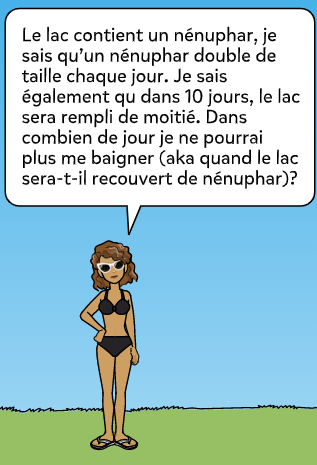 Le lac contient un nénuphar, je
sais qu'un nénuphar double de
taille chaque jour. Je sais
également qu dans 10 jours, le lac
sera rempli de moitié. Dans
combien de jour je ne pourrai
plus me baigner (aka quand le lac
sera-t-il recouvert de nénuphar)?